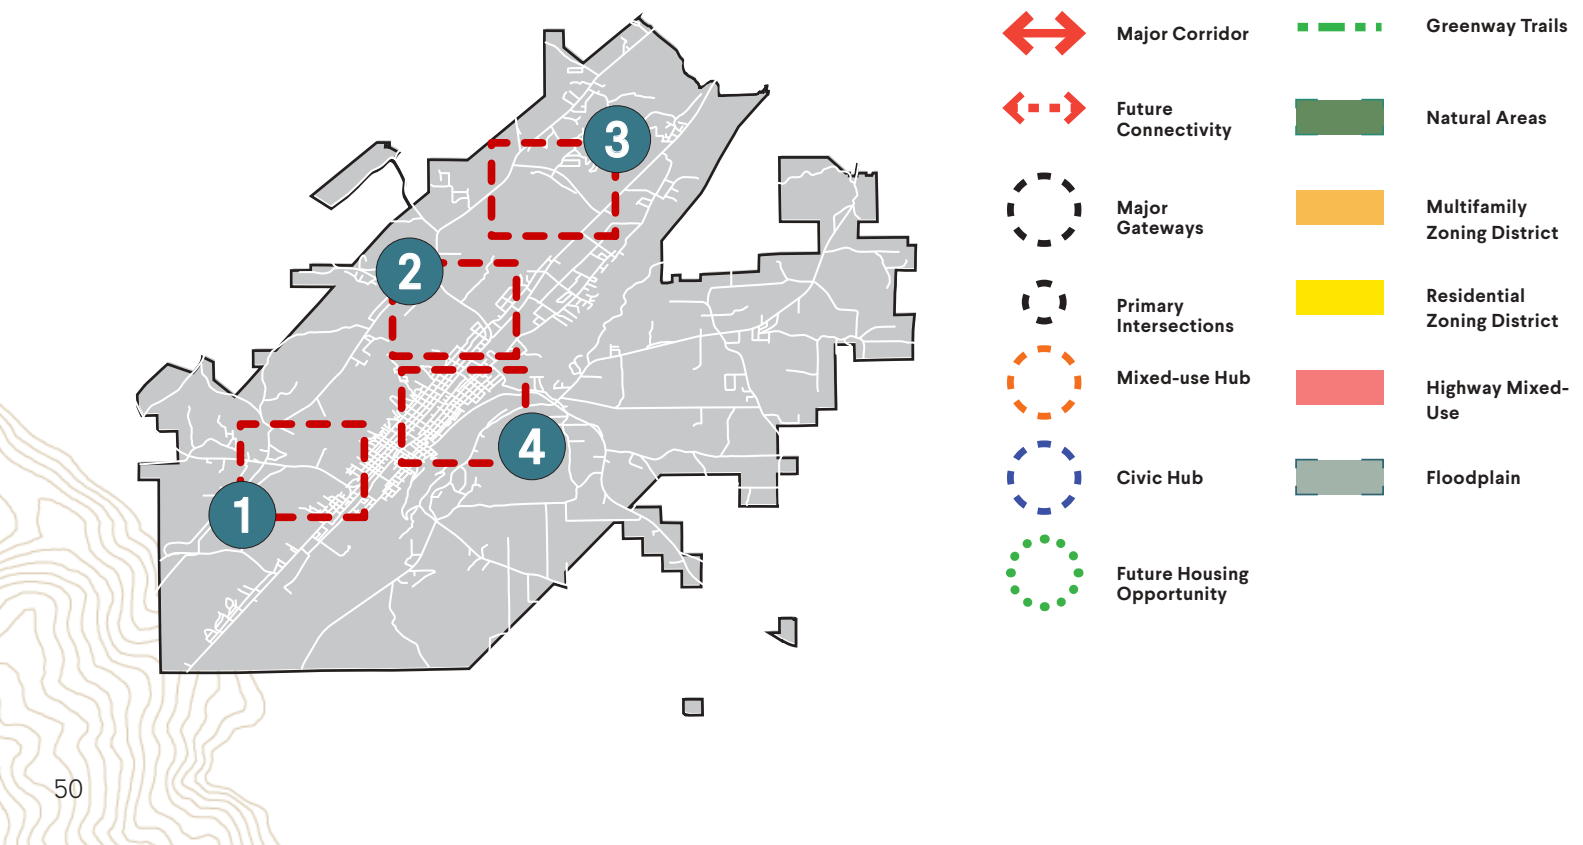 3
2
4
1
50
Major Corridor
Future
Connectivity
Major
Gateways
Primary
Intersections
Mixed-use Hub
Civic Hub
Future Housing
Opportunity
Greenway Trails
Natural Areas
Multifamily
Zoning District
Residential
Zoning District
Highway Mixed-
Use
Floodplain